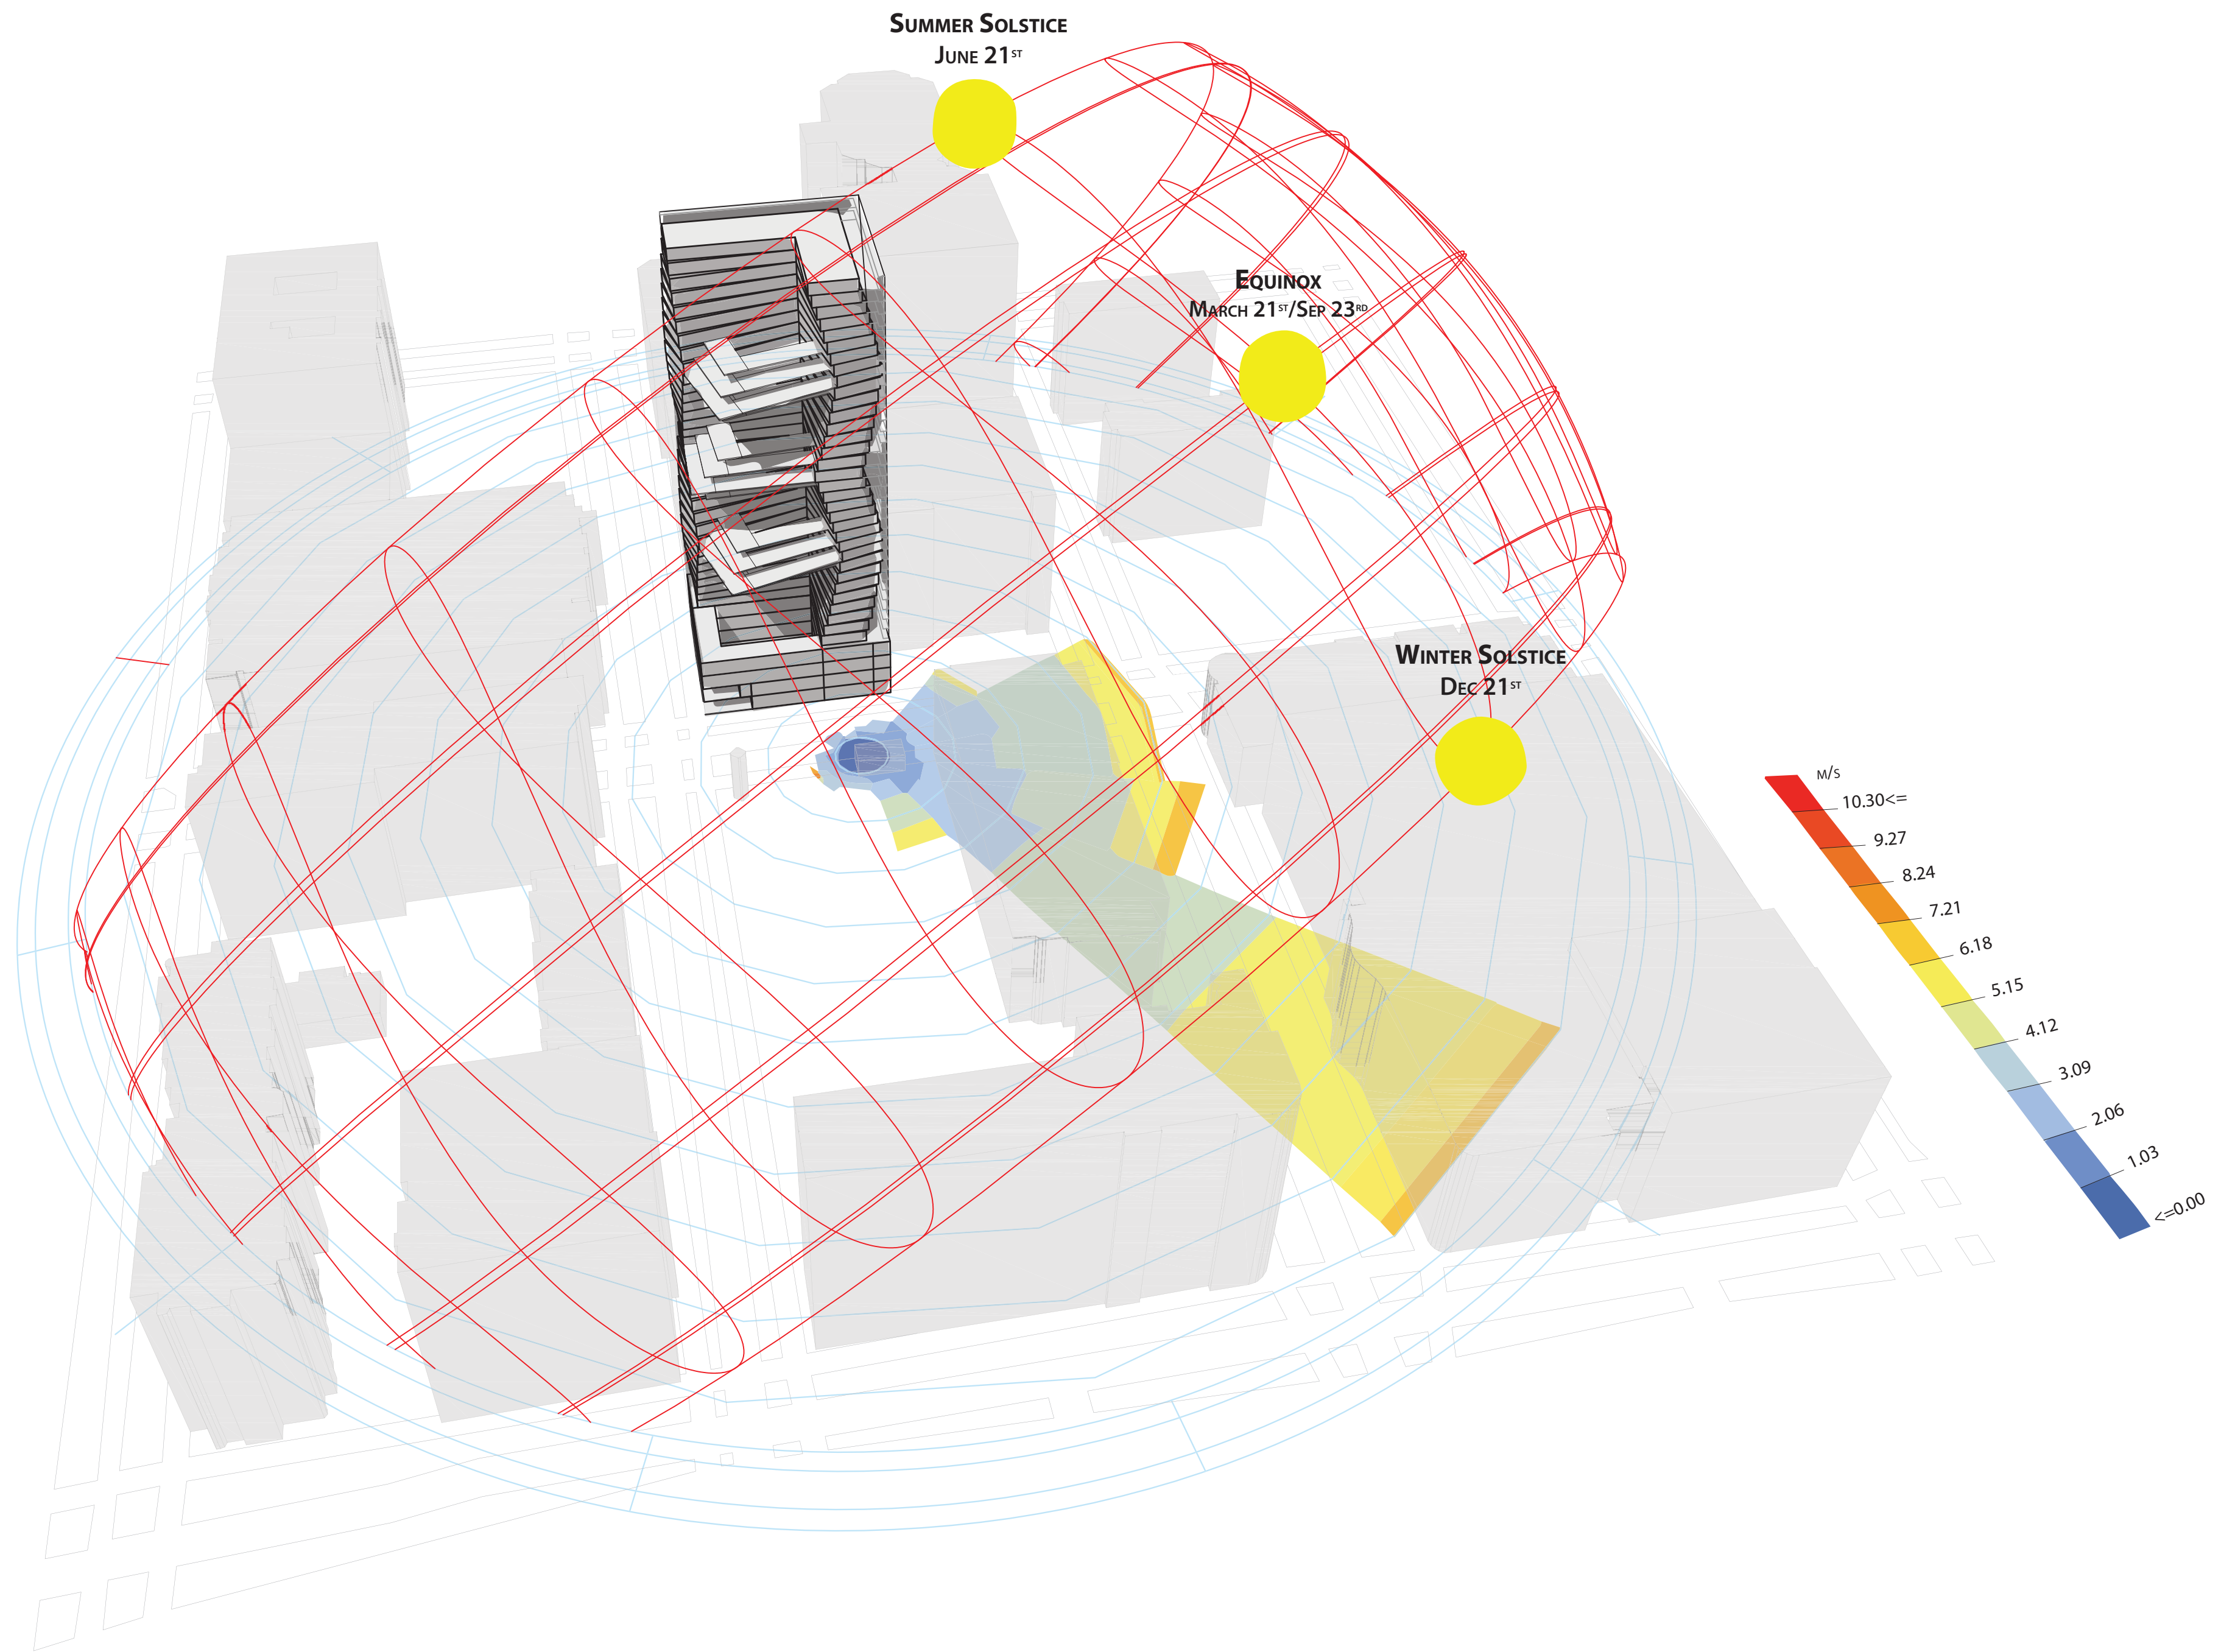 Summer Solstice
June 21st
Equinox
March 21st/Sep 23rd
Winter Solstice
Dec 21st
m/s
10.30<=
9.27
8.24
7.21
6.18
5.15
4.12
3.09
2.06
1.03
<=0.00